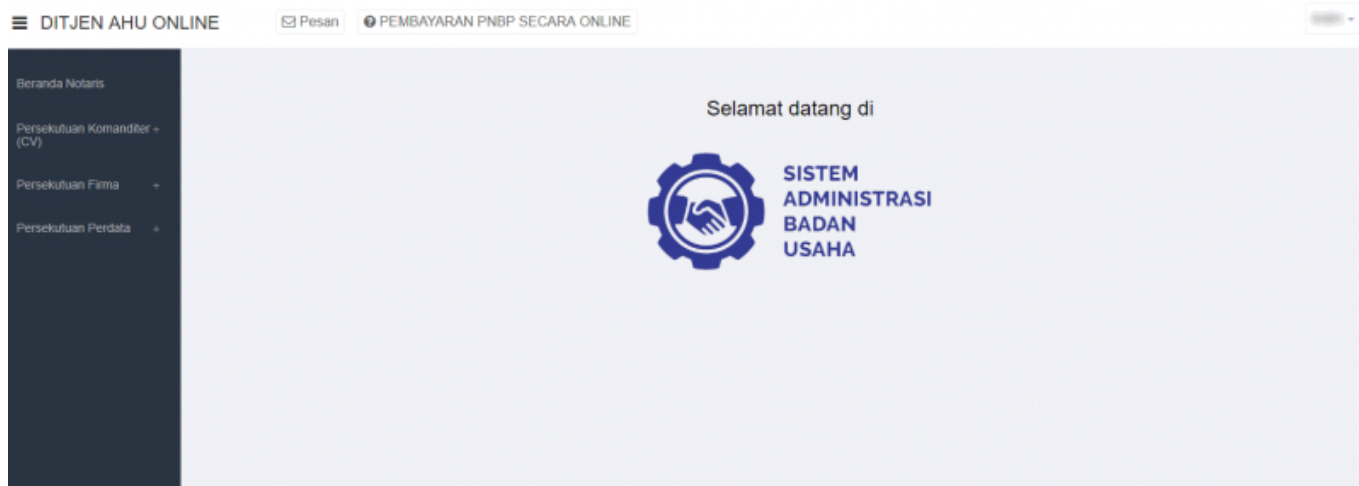 DITJEN AHU ONLINE
Pesan
PEMBAYARAN PNBP SECARA ONLINE
Beranda Notaris
Persekutuan Komanditer +
(CV)
Persekutuan Firma +
Persekutuan Perdata +
Selamat datang di
SISTEM
ADMINISTRASI
BADAN
USAHA